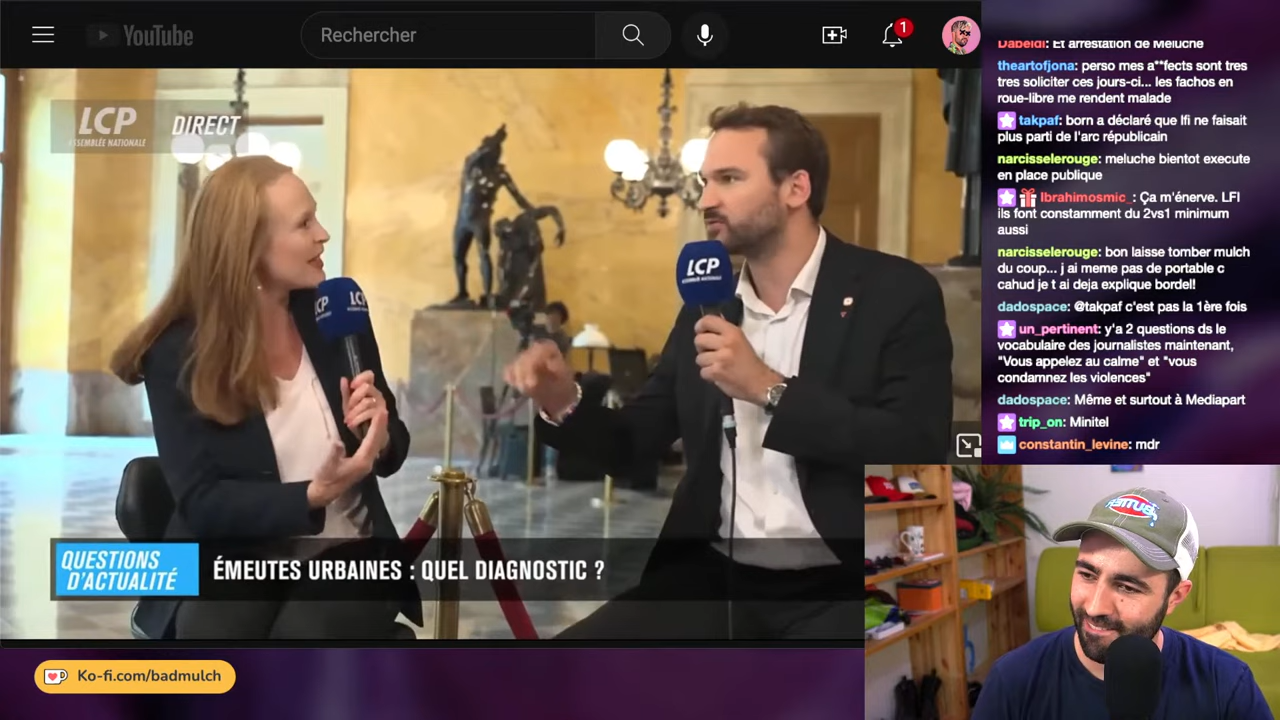 YouTube
Rechercher
1
LCP
ASSEMBLÉE NATIONALE
DIRECT
LCP
LCP
QUESTIONS
D'ACTUALITÉ
ÉMEUTES URBAINES : QUEL DIAGNOSTIC ?
Ko-fi.com/badmulch
Dabeldi: Et arrestation de Meluche
theartofjona: perso mes a**fects sont tres
tres soliciter ces jours-ci... les fachos en
roue-libre me rendent malade
takpaf: born a déclaré que lfi ne faisait
plus parti de l'arc républicain
narcisselerouge: meluche bientot execute
en place publique
Ibrahimosmic_: Ça m'énerve. LFI
ils font constamment du 2vs1 minimum
aussi
narcisselerouge: bon laisse tomber mulch
du coup... j ai meme pas de portable c
cahud je t ai deja explique bordel!
dadospace: @takpaf c'est pas la 1ère fois
un_pertinent: y'a 2 questions ds le
vocabulaire des journalistes maintenant,
"Vous appelez au calme" et "vous
condamnez les violences"
dadospace: Même et surtout à Mediapart
trip_on: Minitel
constantin_levine: mdr